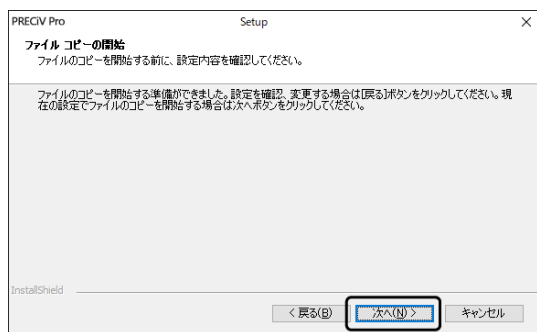 PRECiV Pro Setup
ファイル コピーの開始
ファイルのコピーを開始する前に、設定内容を確認してください。
ファイルのコピーを開始する準備ができました。設定を確認、変更する場合は[戻る]ボタンをクリックしてください。現
在の設定でファイルのコピーを開始する場合は次へボタンをクリックしてください。
InstallShield
< 戻る(B) 次へ(N) > キャンセル